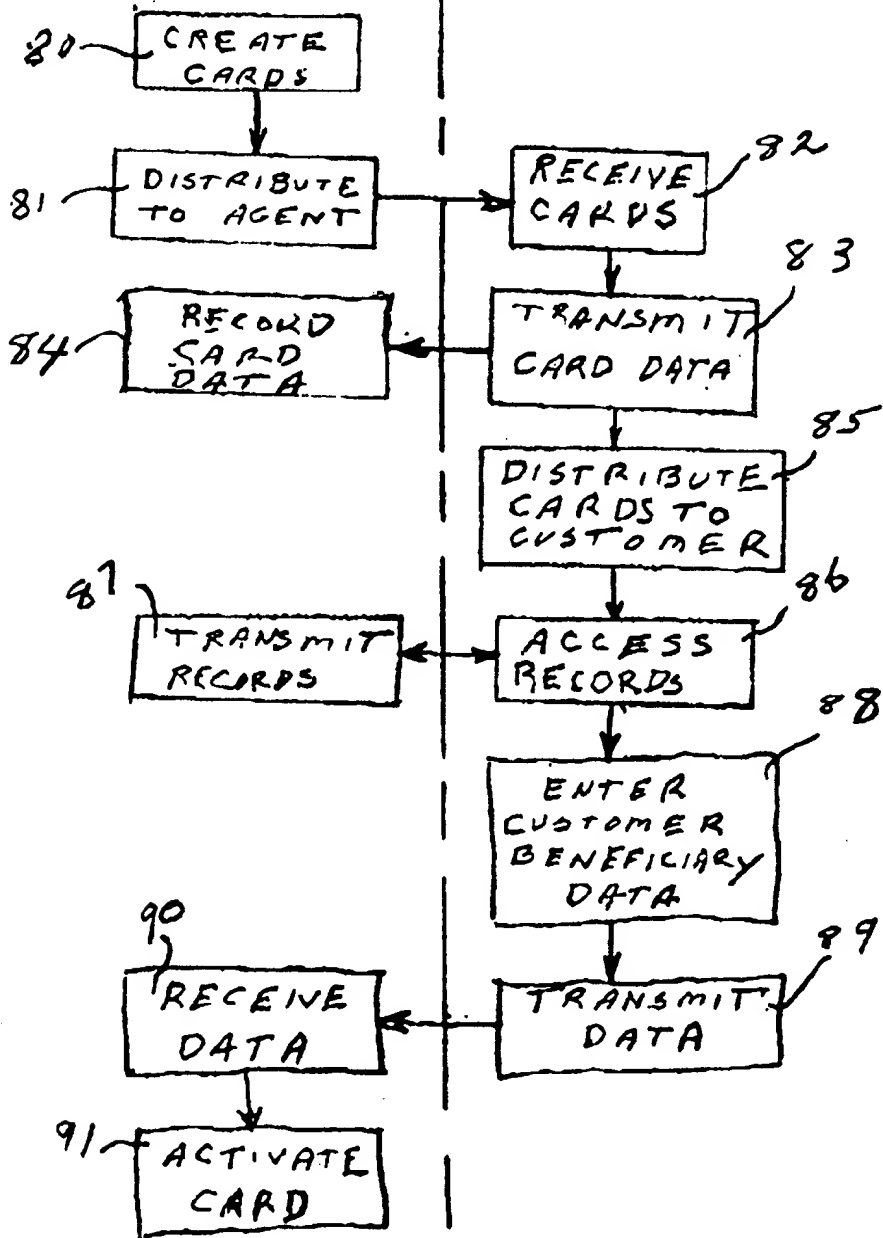 80
CREATE
CARDS
81
DISTRIBUTE
TO AGENT
RECEIVE
CARDS
82
TRANSMIT
CARD DATA
83
84
RECORD
CARD
DATA
DISTRIBUTE
CARDS TO
CUSTOMER
85
ACCESS
RECORDS
86
87
TRANSMIT
RECORDS
ENTER
CUSTOMER
BENEFICIARY
DATA
88
TRANSMIT
DATA
89
90
RECEIVE
DATA
91
ACTIVATE
CARD